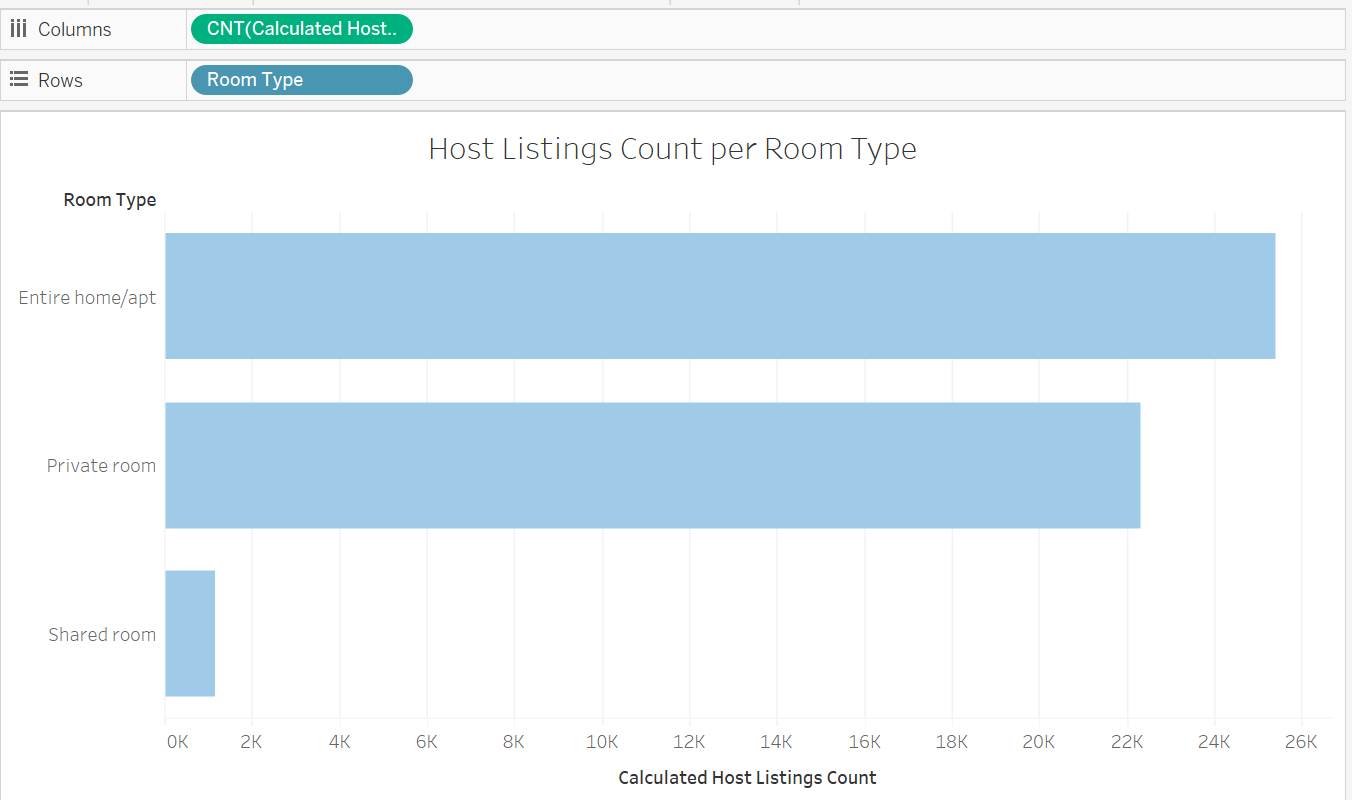 Columns
CNT(Calculated Host..
Rows
Room Type
Host Listings Count per Room Type
Room Type
Entire home/apt
Private room
Shared room
0K 2K 4K 6K 8K 10K 12K 14K 16K 18K 20K 22K 24K 26K
Calculated Host Listings Count